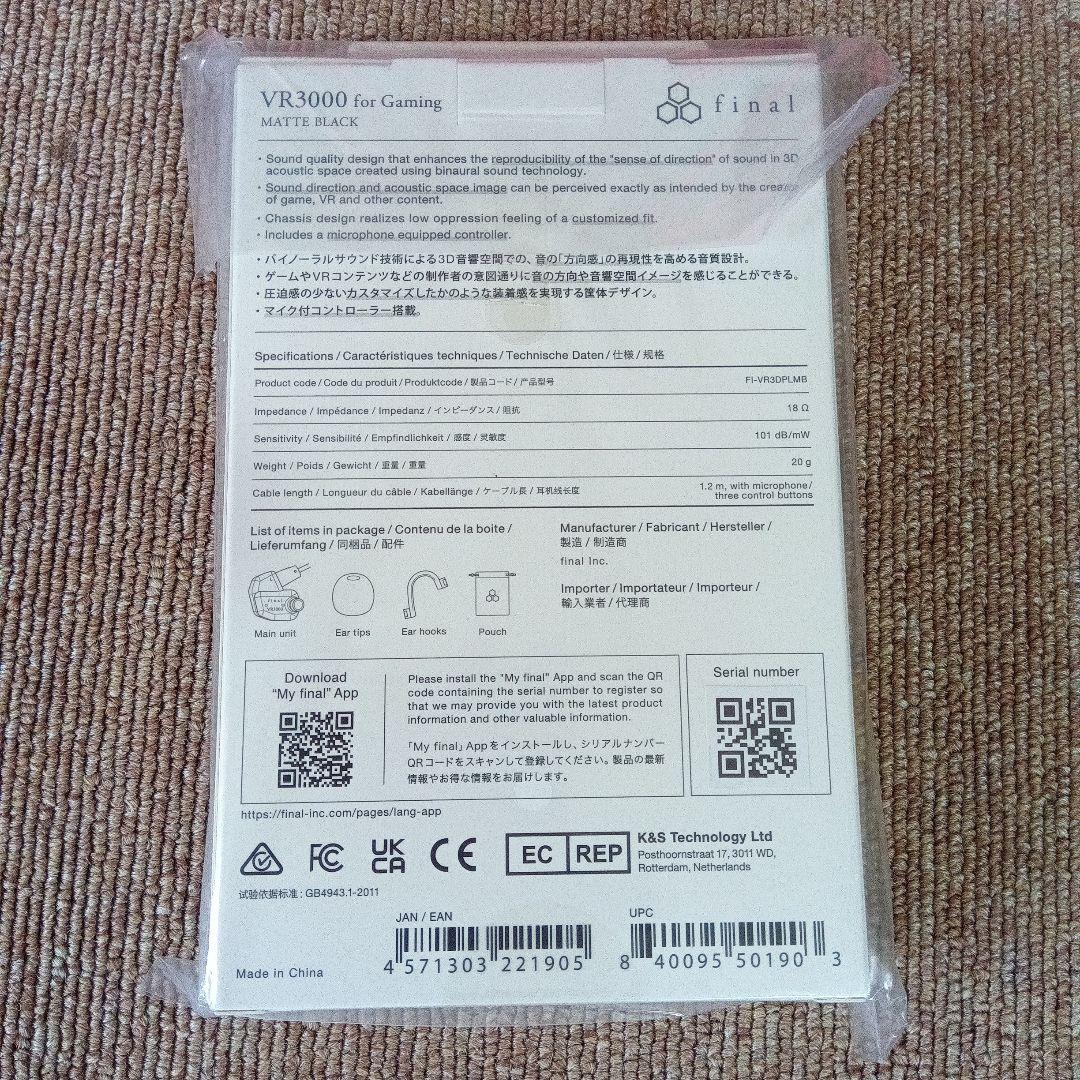 VR3000 for Gaming
MATTE BLACK
final
・Sound quality design that enhances the reproducibility of the "sense of direction" of sound in 3D
acoustic space created using binaural sound technology.
・Sound direction and acoustic space image can be perceived exactly as intended by the creator
of game, VR and other content.
・Chassis design realizes low oppression feeling of a customized fit.
・Includes a microphone equipped controller.
・バイノーラルサウンド技術による3D音響空間での、音の「方向感」の再現性を高める音質設計。
・ゲームやVRコンテンツなどの制作者の意図通りに音の方向や音響空間イメージを感じることができる。
・圧迫感の少ないカスタマイズしたかのような装着感を実現する筐体デザイン。
・マイク付コントローラー搭載。
Specifications / Caractéristiques techniques / Technische Daten / 仕様 / 规格
Product code / Code du produit / Produktcode / 製品コード / 产品型号 FI-VR3DPLMB
Impedance / Impédance / Impedanz / インピーダンス / 阻抗 18 Ω
Sensitivity / Sensibilité / Empfindlichkeit / 感度 / 灵敏度 101 dB/mW
Weight / Poids / Gewicht / 重量 / 重量 20 g
Cable length / Longueur du câble / Kabellänge / ケーブル長 / 耳机线长度 1.2 m, with microphone/
three control buttons
List of items in package / Contenu de la boite /
Lieferumfang / 同梱品 / 配件
final
VR3000
Main unit
Ear tips
Ear hooks
Pouch
Manufacturer / Fabricant / Hersteller /
製造 / 制造商
final Inc.
Importer / Importateur / Importeur /
輸入業者 / 代理商
Download
"My final" App
Please install the "My final" App and scan the QR
code containing the serial number to register so
that we may provide you with the latest product
information and other valuable information.
「My final」Appをインストールし、シリアルナンバー
QRコードをスキャンして登録してください。製品の最新
情報やお得な情報をお届けします。
Serial number
https://final-inc.com/pages/lang-app
FC
UK
CA
CE
EC REP
K&S Technology Ltd
Posthoornstraat 17, 3011 WD,
Rotterdam, Netherlands
试验依据标准 : GB4943.1-2011
JAN / EAN
4 571303 221905
UPC
8 40095 50190 3
Made in China